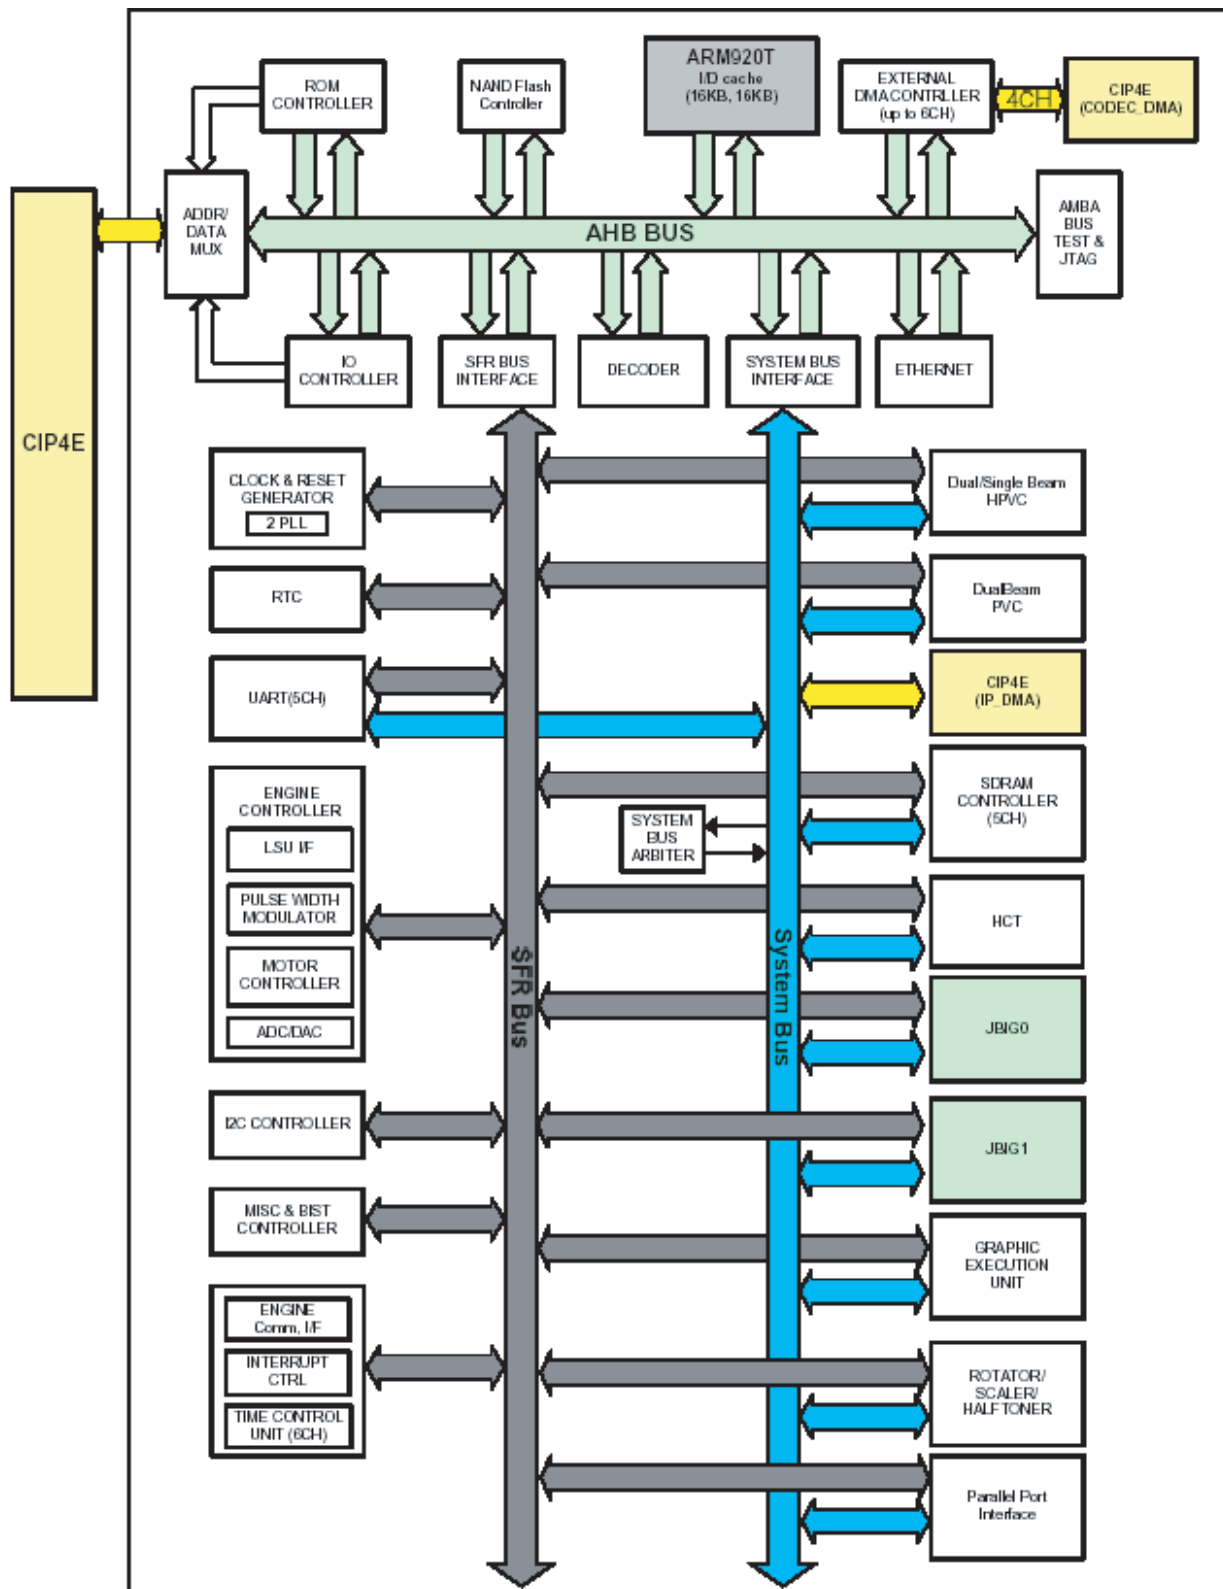 ROM
CONTROLLER
NAND Flash
Controller
ARM920T
I/D cache
(16KB, 16KB)
EXTERNAL
DMACONTRLLER
(up to 6CH)
4CH
CIP4E
(CODEC_DMA)
ADDR/
DATA
MUX
AHB BUS
AMBA
BUS
TEST &
JTAG
IO
CONTROLLER
SFR BUS
INTERFACE
DECODER
SYSTEM BUS
INTERFACE
ETHERNET
CIP4E
CLOCK & RESET
GENERATOR
2 PLL
RTC
UART(5CH)
ENGINE
CONTROLLER
LSU I/F
PULSE WIDTH
MODULATOR
MOTOR
CONTROLLER
ADC/DAC
I2C CONTROLLER
MISC & BIST
CONTROLLER
ENGINE
Comm, I/F
INTERRUPT
CTRL
TIME CONTROL
UNIT (6CH)
SFR Bus
SYSTEM
BUS
ARBITER
System Bus
Dual/Single Beam
HPVC
DualBeam
PVC
CIP4E
(IP_DMA)
SDRAM
CONTROLLER
(5CH)
HCT
JBIG0
JBIG1
GRAPHIC
EXECUTION
UNIT
ROTATOR/
SCALER/
HALFTONER
Parallel Port
Interface